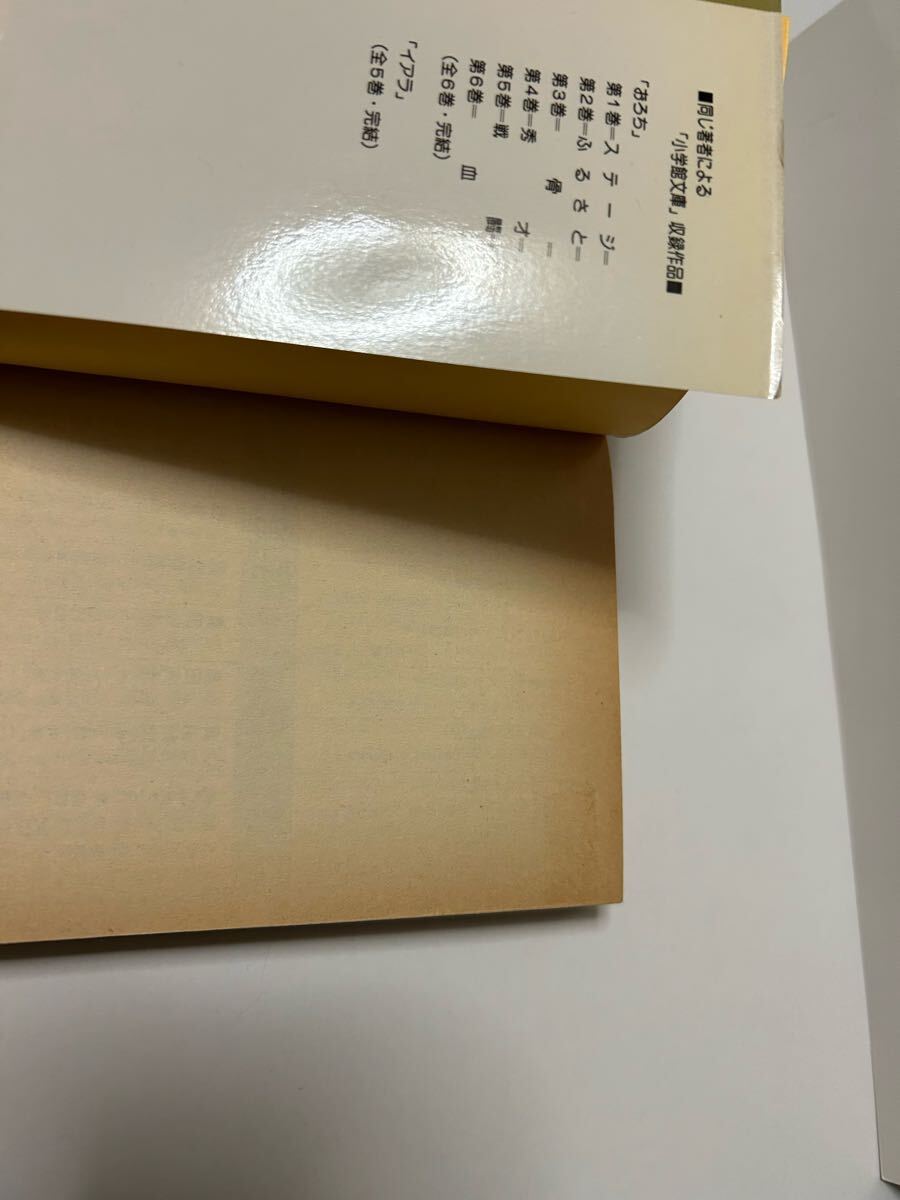 ■同じ著者による
「小学館文庫」収録作品■
「おろち」
第1巻=ステージ=
第2巻=ふるさと=
第3巻=骨=
第4巻=秀才=
第5巻=戦闘=
第6巻=血
(全6巻・完結)
「イアラ」
(全5巻・完結)